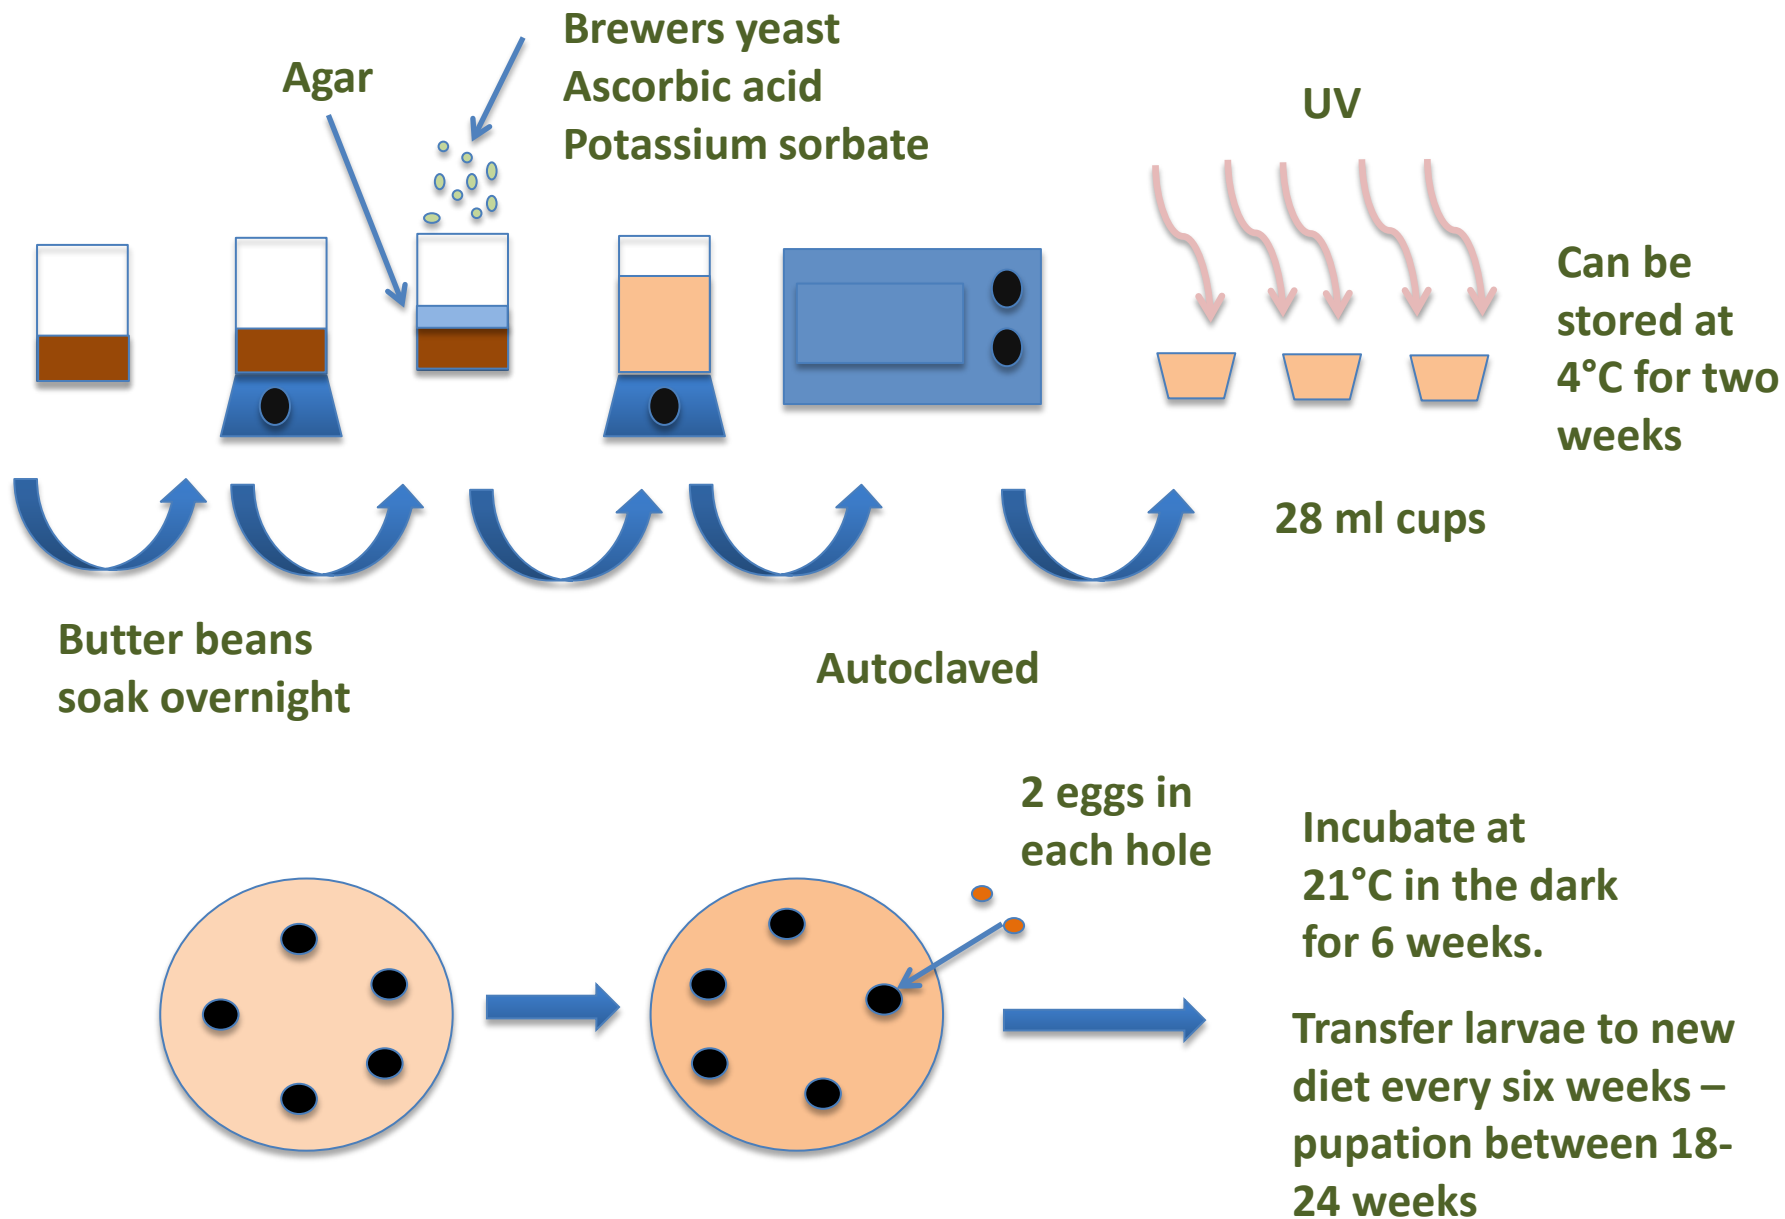 Agar
Brewers yeast
Ascorbic acid
Potassium sorbate
UV
Can be
stored at
4°C for two
weeks
28 ml cups
Butter beans
soak overnight
Autoclaved
2 eggs in
each hole
Incubate at
21°C in the dark
for 6 weeks.
Transfer larvae to new
diet every six weeks –
pupation between 18-
24 weeks